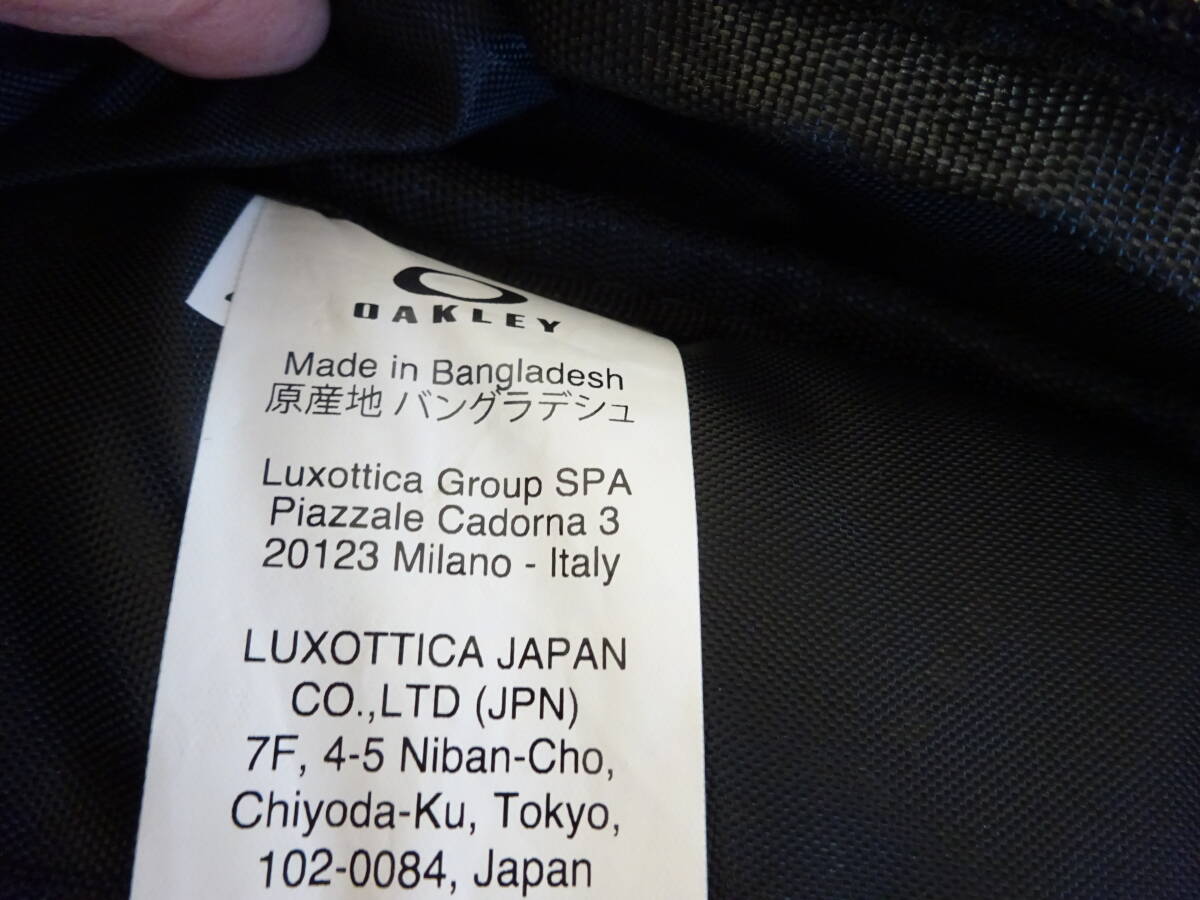 OAKLEY
Made in Bangladesh
原産地 バングラデシュ
Luxottica Group SPA
Piazzale Cadorna 3
20123 Milano - Italy
LUXOTTICA JAPAN
CO.,LTD (JPN)
7F, 4-5 Niban-Cho,
Chiyoda-Ku, Tokyo,
102-0084, Japan